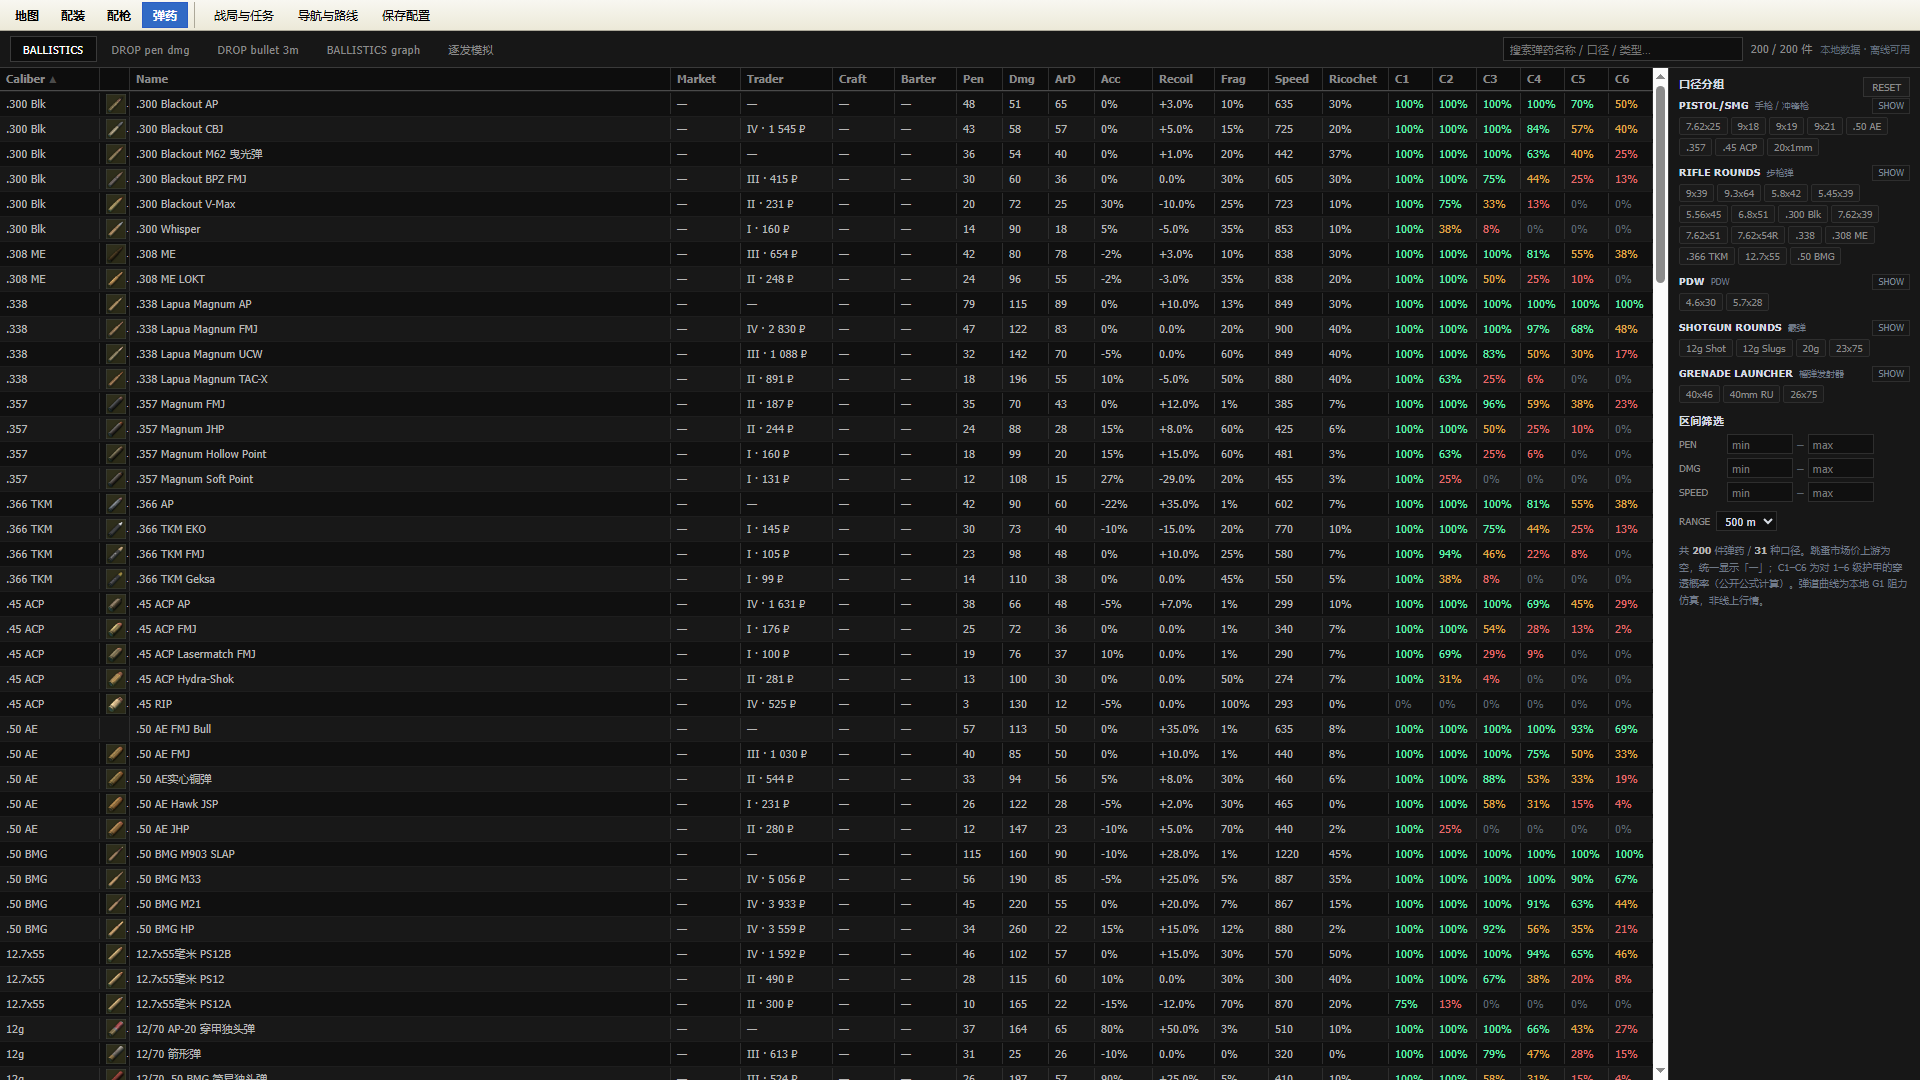 地图 配装 配枪 弹药 战局与任务 导航与路线 保存配置
BALLISTICS DROP pen dmg DROP bullet 3m BALLISTICS graph 逐发模拟 搜索弹药名称 / 口径 / 类型... 200 / 200 件 本地数据 · 离线可用
Caliber ▲ Name Market Trader Craft Barter Pen Dmg ArD Acc Recoil Frag Speed Ricochet C1 C2 C3 C4 C5 C6
.300 Blk .300 Blackout AP — — — — 48 51 65 0% +3.0% 10% 635 30% 100% 100% 100% 100% 70% 50%
.300 Blk .300 Blackout CBJ — IV · 1 545 ₽ — — 43 58 57 0% +5.0% 15% 725 20% 100% 100% 100% 84% 57% 40%
.300 Blk .300 Blackout M62 曳光弹 — — — — 36 54 40 0% +1.0% 20% 442 37% 100% 100% 100% 63% 40% 25%
.300 Blk .300 Blackout BPZ FMJ — III · 415 ₽ — — 30 60 36 0% 0.0% 30% 605 30% 100% 100% 75% 44% 25% 13%
.300 Blk .300 Blackout V-Max — II · 231 ₽ — — 20 72 25 30% -10.0% 25% 723 10% 100% 75% 33% 13% 0% 0%
.300 Blk .300 Whisper — I · 160 ₽ — — 14 90 18 5% -5.0% 35% 853 10% 100% 38% 8% 0% 0% 0%
.308 ME .308 ME — III · 654 ₽ — — 42 80 78 -2% +3.0% 10% 838 30% 100% 100% 100% 81% 55% 38%
.308 ME .308 ME LOKT — II · 248 ₽ — — 24 96 55 -2% -3.0% 35% 838 20% 100% 100% 50% 25% 10% 0%
.338 .338 Lapua Magnum AP — — — — 79 115 89 0% +10.0% 13% 849 30% 100% 100% 100% 100% 100% 100%
.338 .338 Lapua Magnum FMJ — IV · 2 830 ₽ — — 47 122 83 0% 0.0% 20% 900 40% 100% 100% 100% 97% 68% 48%
.338 .338 Lapua Magnum UCW — III · 1 088 ₽ — — 32 142 70 -5% 0.0% 60% 849 40% 100% 100% 83% 50% 30% 17%
.338 .338 Lapua Magnum TAC-X — II · 891 ₽ — — 18 196 55 10% -5.0% 50% 880 40% 100% 63% 25% 6% 0% 0%
.357 .357 Magnum FMJ — II · 187 ₽ — — 35 70 43 0% +12.0% 1% 385 7% 100% 100% 96% 59% 38% 23%
.357 .357 Magnum JHP — II · 244 ₽ — — 24 88 28 15% +8.0% 60% 425 6% 100% 100% 50% 25% 10% 0%
.357 .357 Magnum Hollow Point — I · 160 ₽ — — 18 99 20 15% +15.0% 60% 481 3% 100% 63% 25% 6% 0% 0%
.357 .357 Magnum Soft Point — I · 131 ₽ — — 12 108 15 27% -29.0% 20% 455 3% 100% 25% 0% 0% 0% 0%
.366 TKM .366 AP — — — — 42 90 60 -22% +35.0% 1% 602 7% 100% 100% 100% 81% 55% 38%
.366 TKM .366 TKM EKO — I · 145 ₽ — — 30 73 40 -10% -15.0% 20% 770 10% 100% 100% 75% 44% 25% 13%
.366 TKM .366 TKM FMJ — I · 105 ₽ — — 23 98 48 0% +10.0% 25% 580 7% 100% 94% 46% 22% 8% 0%
.366 TKM .366 TKM Geksa — I · 99 ₽ — — 14 110 38 0% 0.0% 45% 550 5% 100% 38% 8% 0% 0% 0%
.45 ACP .45 ACP AP — IV · 1 631 ₽ — — 38 66 48 -5% +7.0% 1% 299 10% 100% 100% 100% 69% 45% 29%
.45 ACP .45 ACP FMJ — I · 176 ₽ — — 25 72 36 0% 0.0% 1% 340 7% 100% 100% 54% 28% 13% 2%
.45 ACP .45 ACP Lasermatch FMJ — I · 100 ₽ — — 19 76 37 10% 0.0% 1% 290 7% 100% 69% 29% 9% 0% 0%
.45 ACP .45 ACP Hydra-Shok — II · 281 ₽ — — 13 100 30 0% 0.0% 50% 274 7% 100% 31% 4% 0% 0% 0%
.45 ACP .45 RIP — IV · 525 ₽ — — 3 130 12 -5% 0.0% 100% 293 0% 0% 0% 0% 0% 0% 0%
.50 AE .50 AE FMJ Bull — — — — 57 113 50 0% +35.0% 1% 635 8% 100% 100% 100% 100% 93% 69%
.50 AE .50 AE FMJ — III · 1 030 ₽ — — 40 85 50 0% +10.0% 1% 440 8% 100% 100% 100% 75% 50% 33%
.50 AE .50 AE实心铜弹 — II · 544 ₽ — — 33 94 56 5% +8.0% 30% 460 6% 100% 100% 88% 53% 33% 19%
.50 AE .50 AE Hawk JSP — I · 231 ₽ — — 26 122 28 -5% +2.0% 30% 465 0% 100% 100% 58% 31% 15% 4%
.50 AE .50 AE JHP — II · 280 ₽ — — 12 147 23 -10% +5.0% 70% 440 2% 100% 25% 0% 0% 0% 0%
.50 BMG .50 BMG M903 SLAP — — — — 115 160 90 -10% +28.0% 1% 1220 45% 100% 100% 100% 100% 100% 100%
.50 BMG .50 BMG M33 — IV · 5 056 ₽ — — 56 190 85 -5% +25.0% 5% 887 35% 100% 100% 100% 100% 90% 67%
.50 BMG .50 BMG M21 — IV · 3 933 ₽ — — 45 220 55 0% +20.0% 7% 867 15% 100% 100% 100% 91% 63% 44%
.50 BMG .50 BMG HP — IV · 3 559 ₽ — — 34 260 22 15% +15.0% 12% 880 2% 100% 100% 92% 56% 35% 21%
12.7x55 12.7x55毫米 PS12B — IV · 1 592 ₽ — — 46 102 57 0% +15.0% 30% 570 50% 100% 100% 100% 94% 65% 46%
12.7x55 12.7x55毫米 PS12 — II · 490 ₽ — — 28 115 60 10% 0.0% 30% 300 40% 100% 100% 67% 38% 20% 8%
12.7x55 12.7x55毫米 PS12A — II · 300 ₽ — — 10 165 22 -15% -12.0% 70% 870 20% 75% 13% 0% 0% 0% 0%
12g 12/70 AP-20 穿甲独头弹 — — — — 37 164 65 80% +50.0% 3% 510 10% 100% 100% 100% 66% 43% 27%
12g 12/70 箭形弹 — III · 613 ₽ — — 31 25 26 -10% 0.0% 0% 320 0% 100% 100% 79% 47% 28% 15%
12g 12/70 .50 BMG 简易独头弹 — III · 524 ₽ — — 26 197 57 90% +25.0% 5% 410 10% 100% 100% 58% 31% 15% 4%
口径分组 RESET
PISTOL/SMG 手枪 / 冲锋枪 SHOW
7.62x25 9x18 9x19 9x21 .50 AE
.357 .45 ACP 20x1mm
RIFLE ROUNDS 步枪弹 SHOW
9x39 9.3x64 5.8x42 5.45x39
5.56x45 6.8x51 .300 Blk 7.62x39
7.62x51 7.62x54R .338 .308 ME
.366 TKM 12.7x55 .50 BMG
PDW PDW SHOW
4.6x30 5.7x28
SHOTGUN ROUNDS 霰弹 SHOW
12g Shot 12g Slugs 20g 23x75
GRENADE LAUNCHER 榴弹发射器 SHOW
40x46 40mm RU 26x75
区间筛选
PEN min — max
DMG min — max
SPEED min — max
RANGE 500 m
共 200 件弹药 / 31 种口径。跳蚤市场价上游为
空，统一显示「—」；C1–C6 为对 1–6 级护甲的穿
透概率（公开公式计算）。弹道曲线为本地 G1 阻力
仿真，非线上行情。